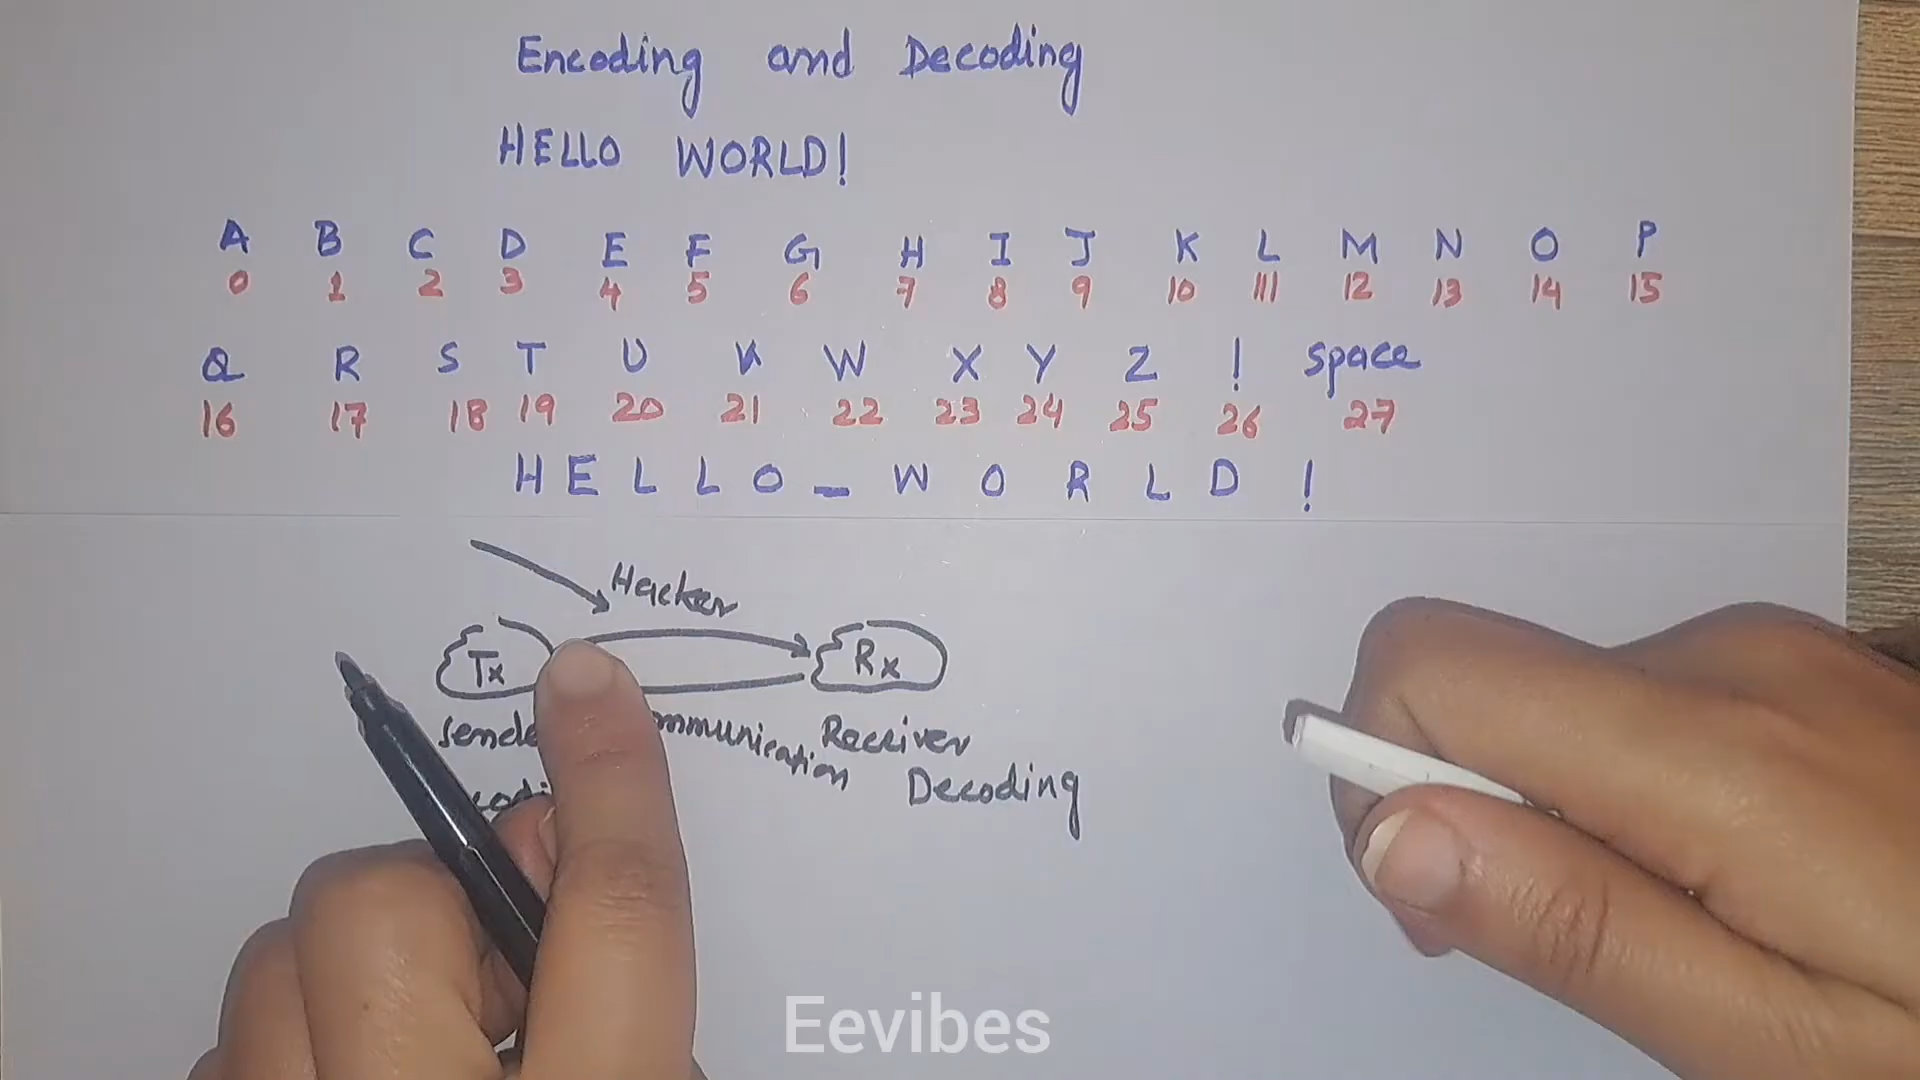 Encoding and Decoding
HELLO WORLD!
A B C D E F G H I J K L M N O P
0 1 2 3 4 5 6 7 8 9 10 11 12 13 14 15
Q R S T U V W X Y Z ! space
16 17 18 19 20 21 22 23 24 25 26 27
H E L L O _ W O R L D !
Hacker
Tx Rx
Receiver
Decoding
Eevibes